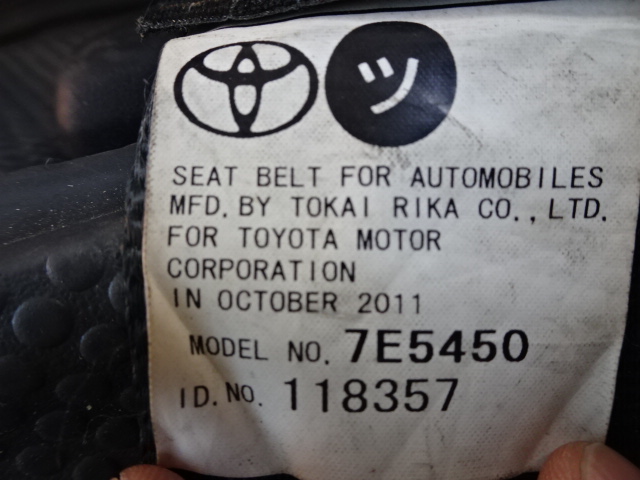 ツ
SEAT BELT FOR AUTOMOBILES
MFD. BY TOKAI RIKA CO., LTD.
FOR TOYOTA MOTOR
CORPORATION
IN OCTOBER 2011
MODEL NO. 7E5450
ID. NO. 118357